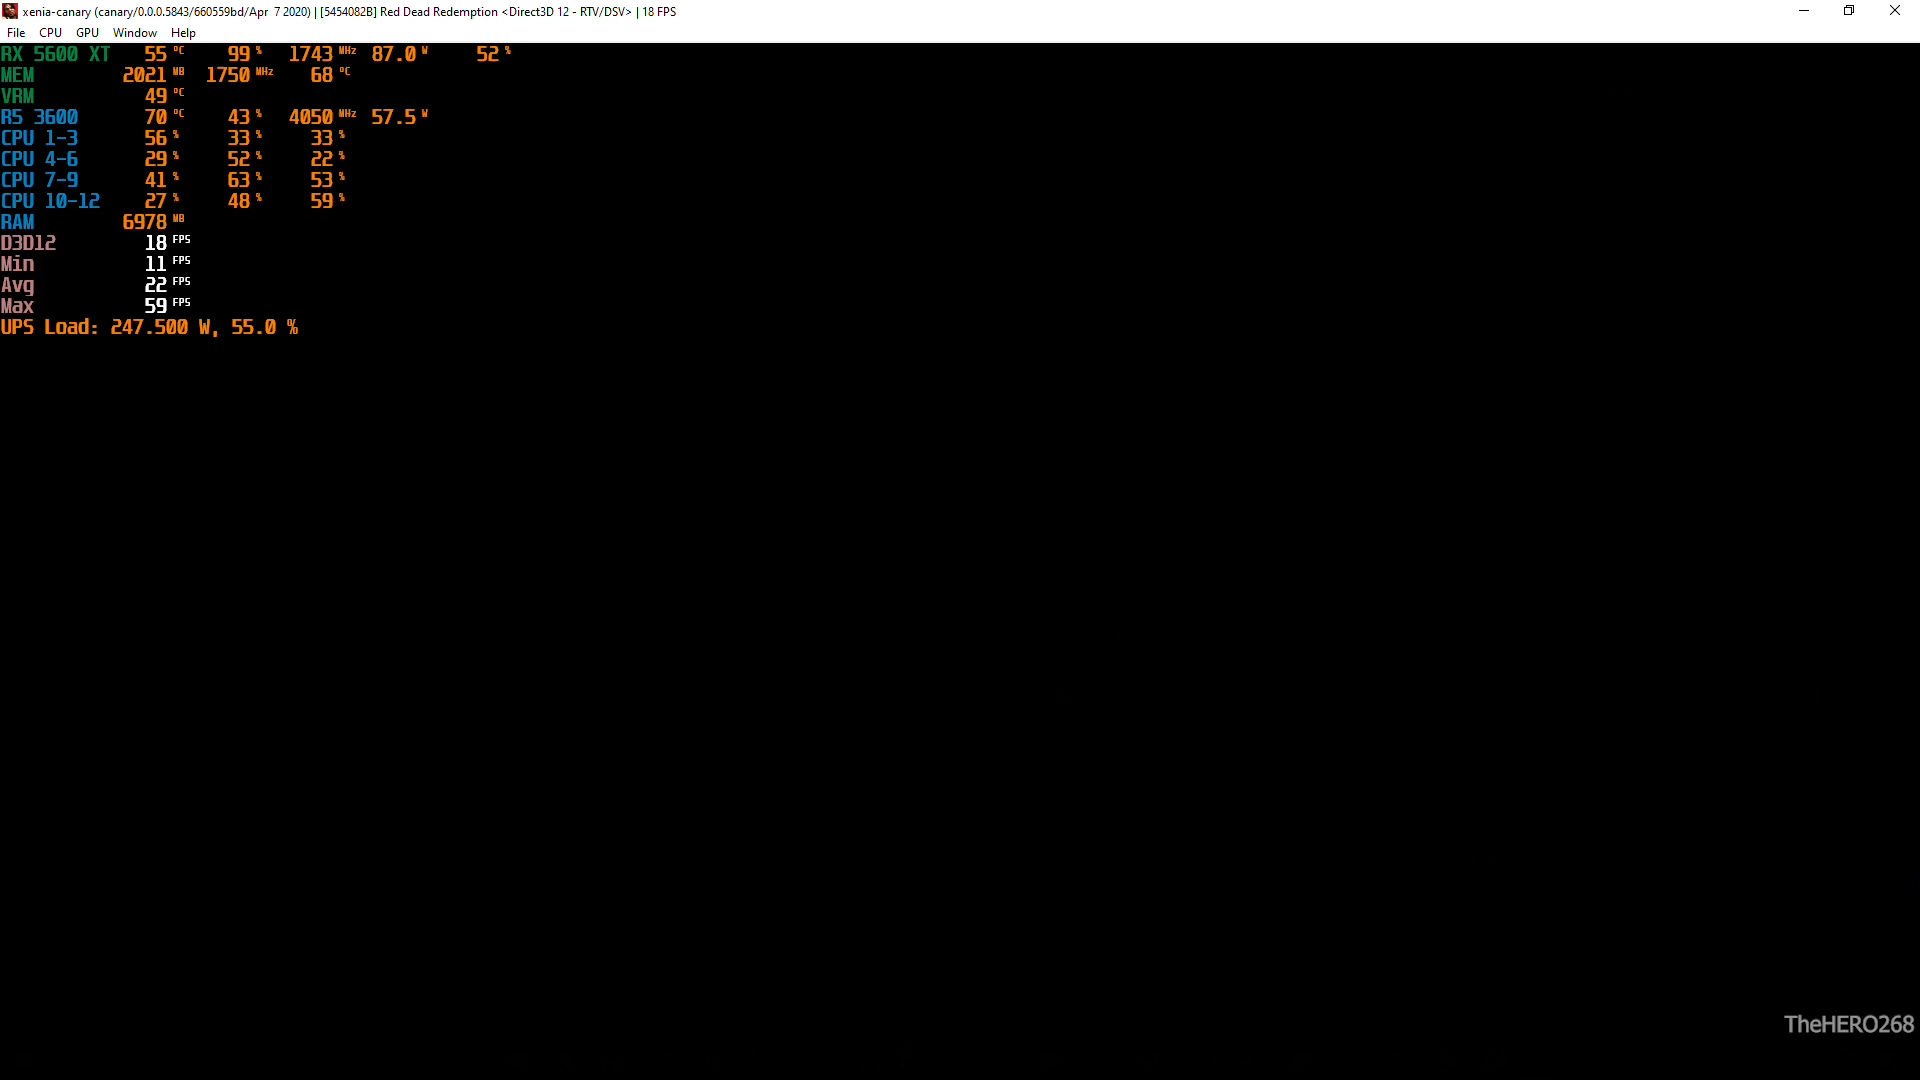 xenia-canary (canary/0.0.0.5843/660559bd/Apr  7 2020) | [5454082B] Red Dead Redemption <Direct3D 12 - RTV/DSV> | 18 FPS
File CPU GPU Window Help
RX 5600 XT 55 °C 99 % 1743 MHz 87.0 W 52 %
MEM 2021 MB 1750 MHz 68 °C
VRM 49 °C
R5 3600 70 °C 43 % 4050 MHz 57.5 W
CPU 1-3 56 % 33 % 33 %
CPU 4-6 29 % 52 % 22 %
CPU 7-9 41 % 63 % 53 %
CPU 10-12 27 % 48 % 59 %
RAM 6978 MB
D3D12 18 FPS
Min 11 FPS
Avg 22 FPS
Max 59 FPS
UPS Load: 247.500 W, 55.0 %
TheHERO268